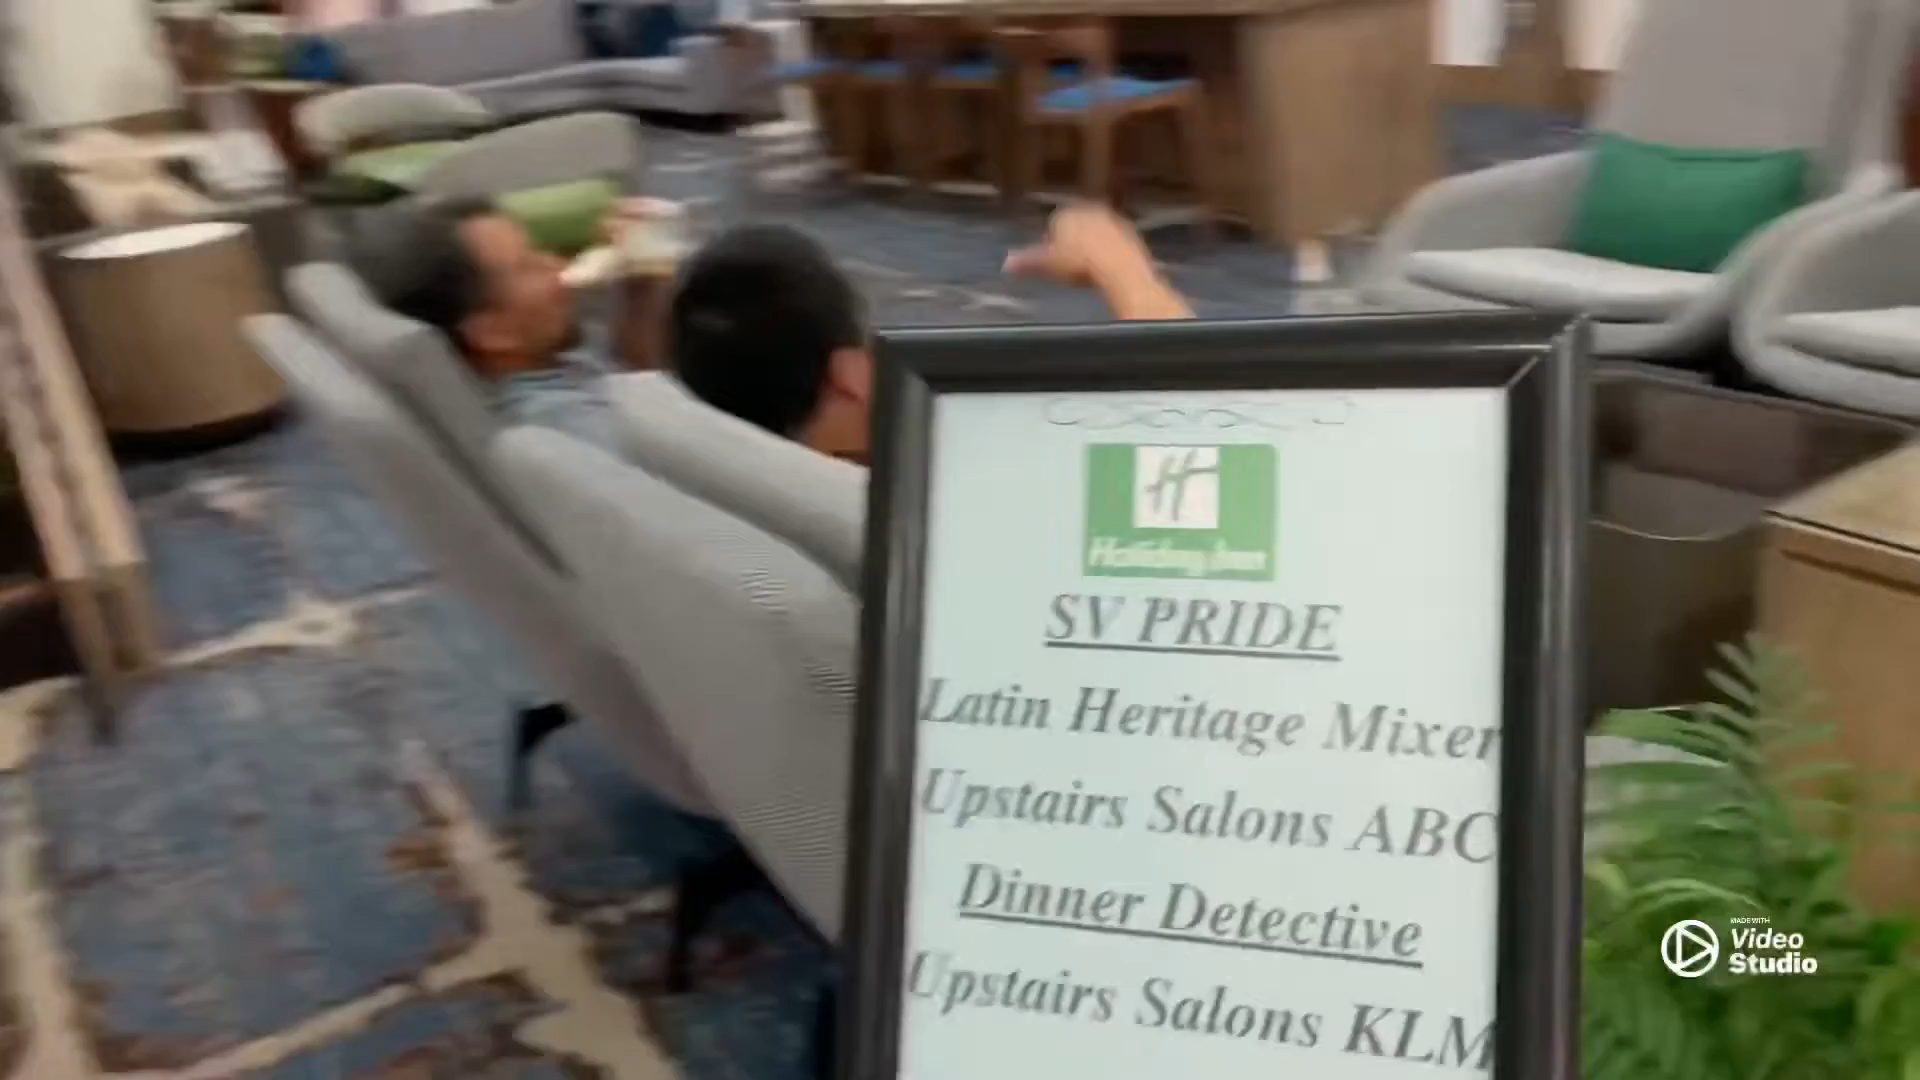 H
Holiday Inn
SV PRIDE
Latin Heritage Mixer
Upstairs Salons ABC
Dinner Detective
Upstairs Salons KLM
MADE WITH
Video
Studio